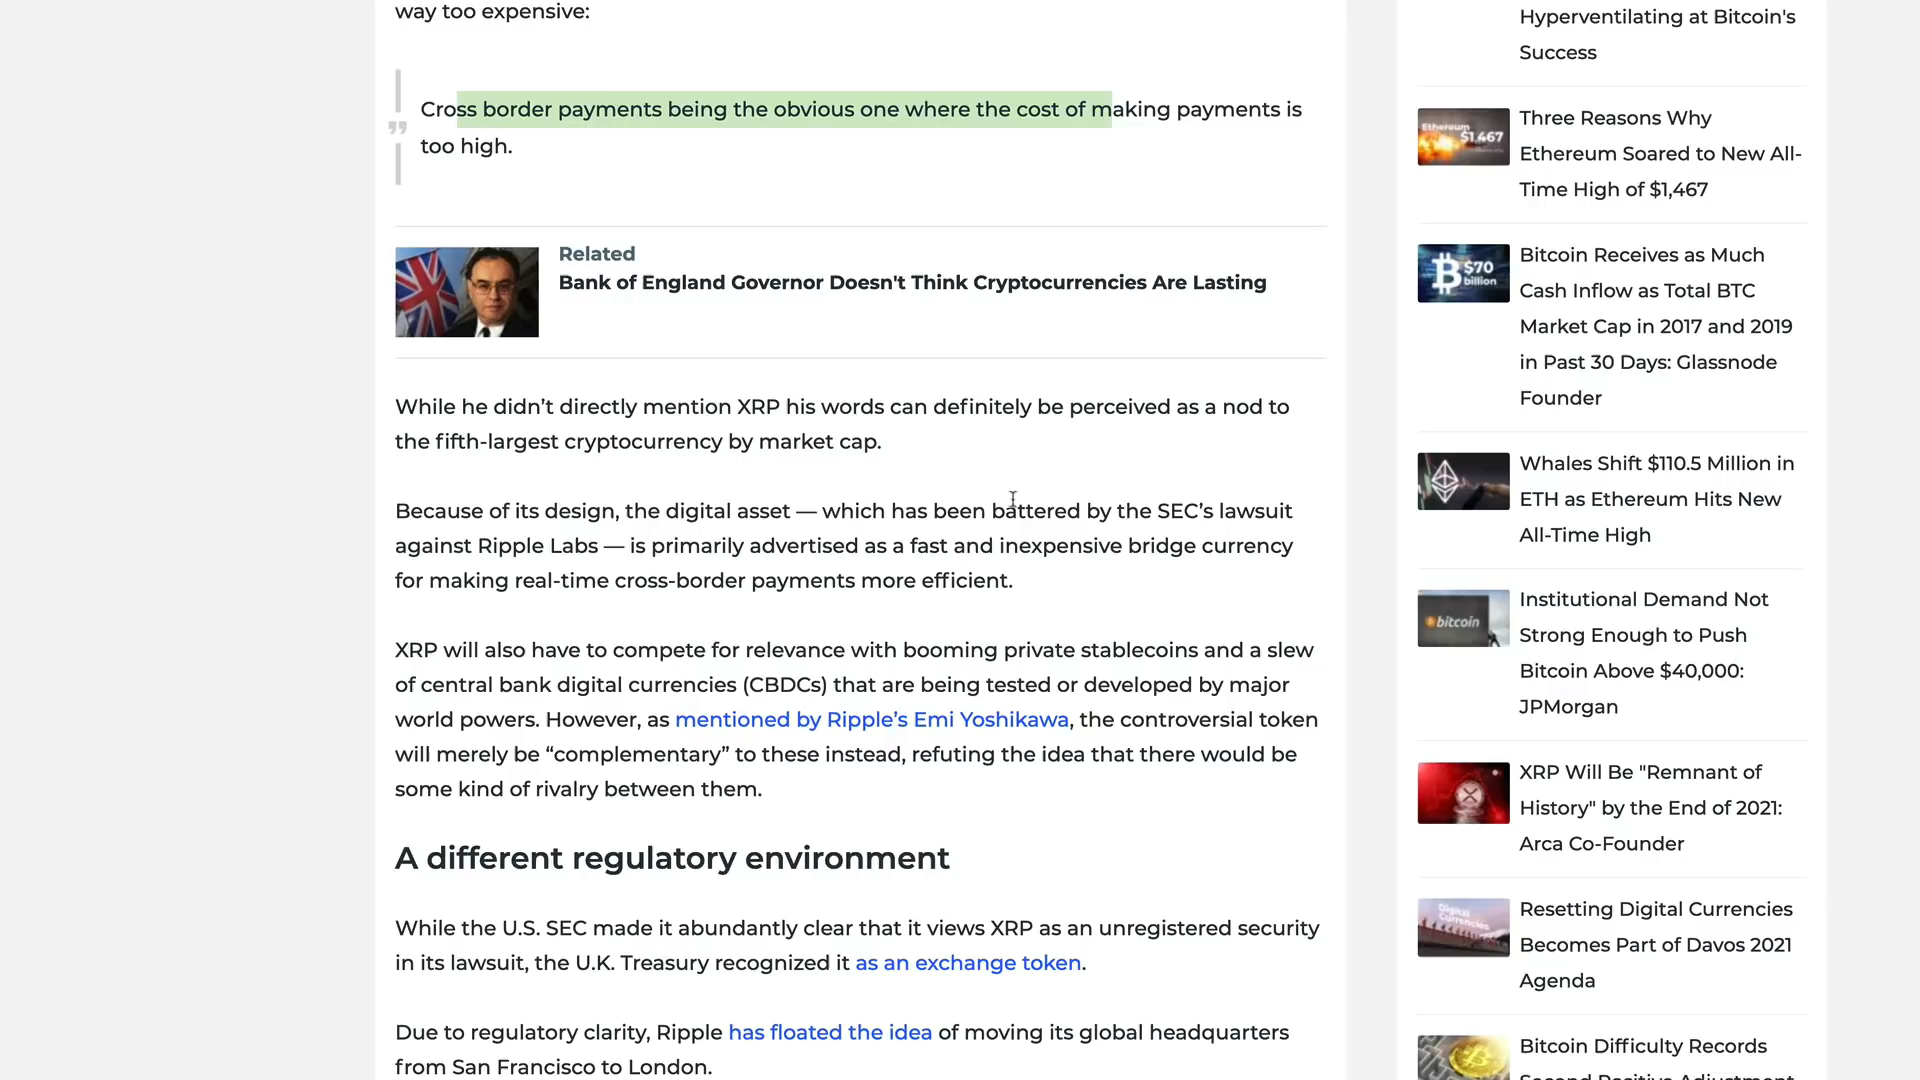 way too expensive:
Cross border payments being the obvious one where the cost of making payments is
too high.
Related
Bank of England Governor Doesn't Think Cryptocurrencies Are Lasting
While he didn’t directly mention XRP his words can definitely be perceived as a nod to
the fifth-largest cryptocurrency by market cap.
Because of its design, the digital asset — which has been battered by the SEC’s lawsuit
against Ripple Labs — is primarily advertised as a fast and inexpensive bridge currency
for making real-time cross-border payments more efficient.
XRP will also have to compete for relevance with booming private stablecoins and a slew
of central bank digital currencies (CBDCs) that are being tested or developed by major
world powers. However, as mentioned by Ripple’s Emi Yoshikawa, the controversial token
will merely be “complementary” to these instead, refuting the idea that there would be
some kind of rivalry between them.
A different regulatory environment
While the U.S. SEC made it abundantly clear that it views XRP as an unregistered security
in its lawsuit, the U.K. Treasury recognized it as an exchange token.
Due to regulatory clarity, Ripple has floated the idea of moving its global headquarters
from San Francisco to London.
Hyperventilating at Bitcoin's
Success
Ethereum
$1,467
Three Reasons Why
Ethereum Soared to New All-
Time High of $1,467
$70
billion
Bitcoin Receives as Much
Cash Inflow as Total BTC
Market Cap in 2017 and 2019
in Past 30 Days: Glassnode
Founder
Whales Shift $110.5 Million in
ETH as Ethereum Hits New
All-Time High
bitcoin
Institutional Demand Not
Strong Enough to Push
Bitcoin Above $40,000:
JPMorgan
XRP Will Be "Remnant of
History" by the End of 2021:
Arca Co-Founder
Digital
Currencies
Resetting Digital Currencies
Becomes Part of Davos 2021
Agenda
Bitcoin Difficulty Records
Second Positive Adjustment